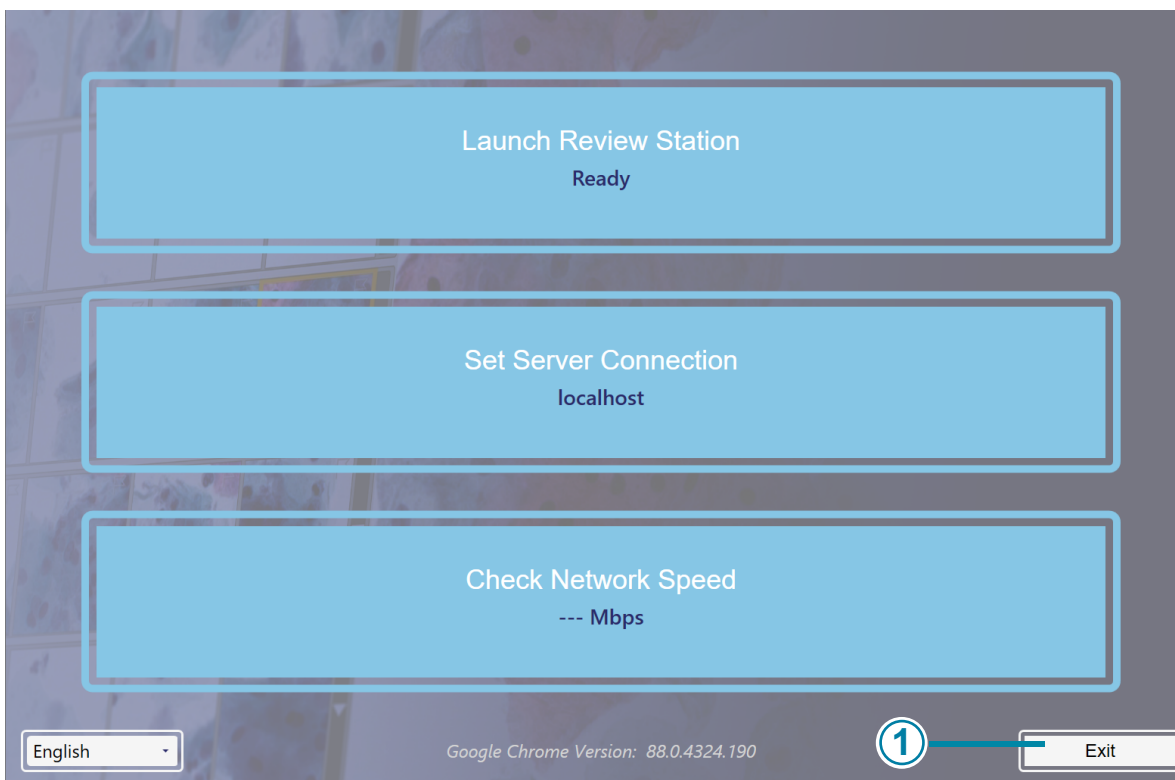 Launch Review Station
Ready
Set Server Connection
localhost
Check Network Speed
--- Mbps
English
Google Chrome Version: 88.0.4324.190
1
Exit